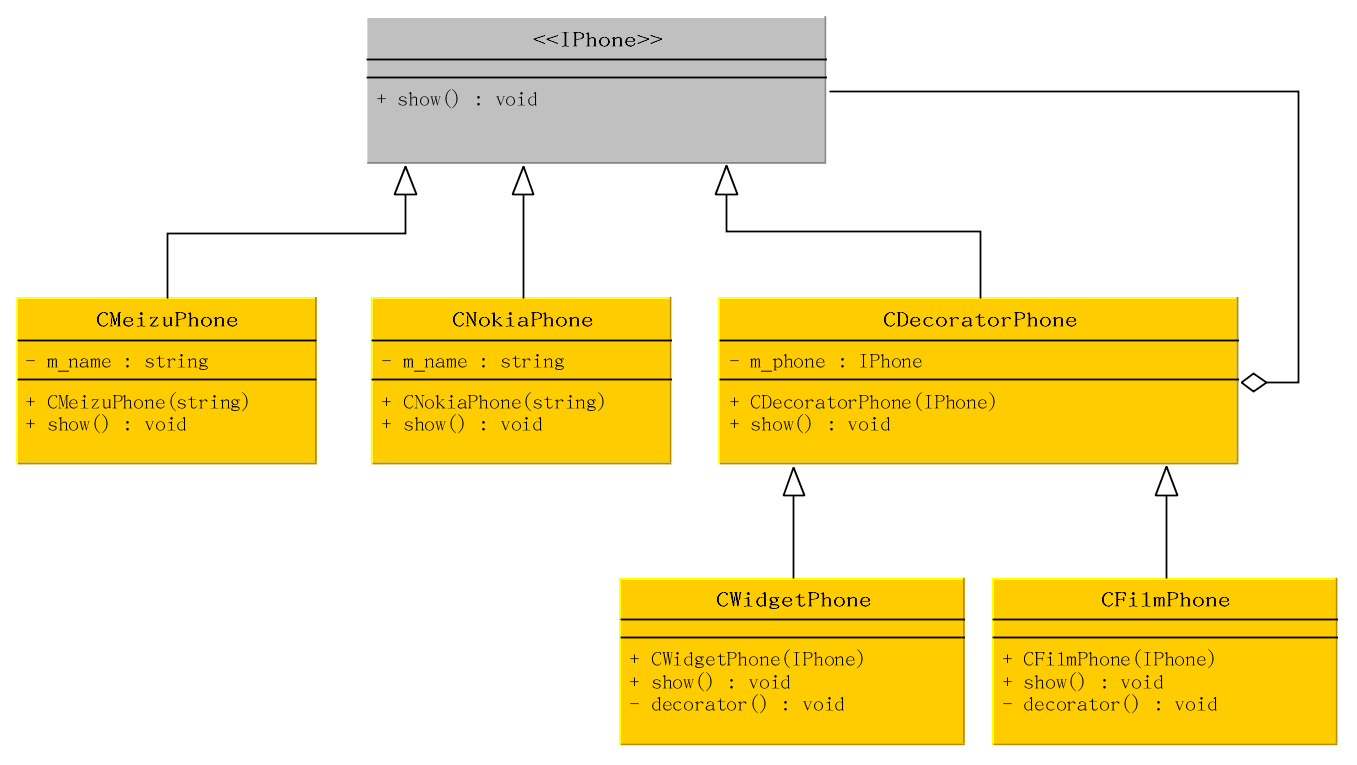 <<IPhone>>
+ show() : void
CMeizuPhone
- m_name : string
+ CMeizuPhone(string)
+ show() : void
CNokiaPhone
- m_name : string
+ CNokiaPhone(string)
+ show() : void
CDecoratorPhone
- m_phone : IPhone
+ CDecoratorPhone(IPhone)
+ show() : void
CWidgetPhone
+ CWidgetPhone(IPhone)
+ show() : void
- decorator() : void
CFilmPhone
+ CFilmPhone(IPhone)
+ show() : void
- decorator() : void